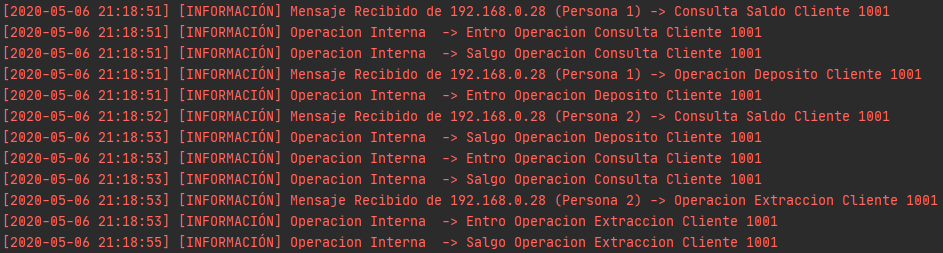 [2020-05-06 21:18:51] [INFORMACIÓN] Mensaje Recibido de 192.168.0.28 (Persona 1) -> Consulta Saldo Cliente 1001
[2020-05-06 21:18:51] [INFORMACIÓN] Operacion Interna  -> Entro Operacion Consulta Cliente 1001
[2020-05-06 21:18:51] [INFORMACIÓN] Operacion Interna  -> Salgo Operacion Consulta Cliente 1001
[2020-05-06 21:18:51] [INFORMACIÓN] Mensaje Recibido de 192.168.0.28 (Persona 1) -> Operacion Deposito Cliente 1001
[2020-05-06 21:18:51] [INFORMACIÓN] Operacion Interna  -> Entro Operacion Deposito Cliente 1001
[2020-05-06 21:18:52] [INFORMACIÓN] Mensaje Recibido de 192.168.0.28 (Persona 2) -> Consulta Saldo Cliente 1001
[2020-05-06 21:18:53] [INFORMACIÓN] Operacion Interna  -> Salgo Operacion Deposito Cliente 1001
[2020-05-06 21:18:53] [INFORMACIÓN] Operacion Interna  -> Entro Operacion Consulta Cliente 1001
[2020-05-06 21:18:53] [INFORMACIÓN] Operacion Interna  -> Salgo Operacion Consulta Cliente 1001
[2020-05-06 21:18:53] [INFORMACIÓN] Mensaje Recibido de 192.168.0.28 (Persona 2) -> Operacion Extraccion Cliente 1001
[2020-05-06 21:18:53] [INFORMACIÓN] Operacion Interna  -> Entro Operacion Extraccion Cliente 1001
[2020-05-06 21:18:55] [INFORMACIÓN] Operacion Interna  -> Salgo Operacion Extraccion Cliente 1001